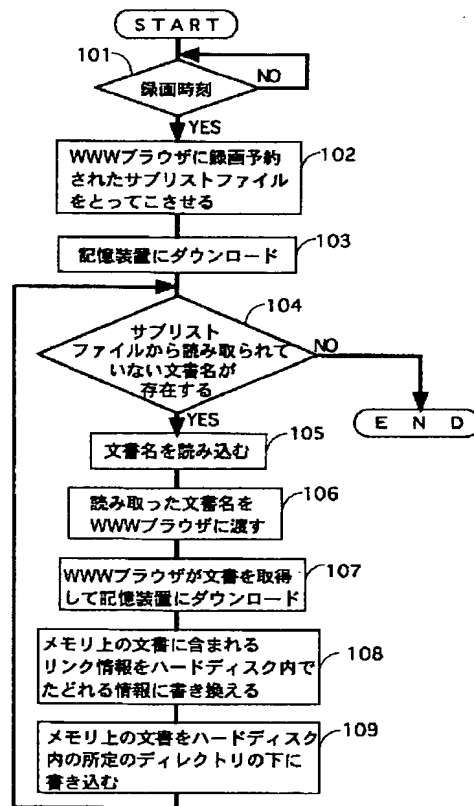 START
101
録画時刻
NO
YES
WWWブラウザに録画予約
されたサブリストファイル
をとってこさせる
102
記憶装置にダウンロード
103
104
サブリスト
ファイルから読み取られて
いない文書名が
存在する
NO
YES
END
文書名を読み込む
105
読み取った文書名を
WWWブラウザに渡す
106
WWWブラウザが文書を取得
して記憶装置にダウンロード
107
メモリ上の文書に含まれる
リンク情報をハードディスク内で
たどれる情報に書き換える
108
メモリ上の文書をハードディスク
内の所定のディレクトリの下に
書き込む
109